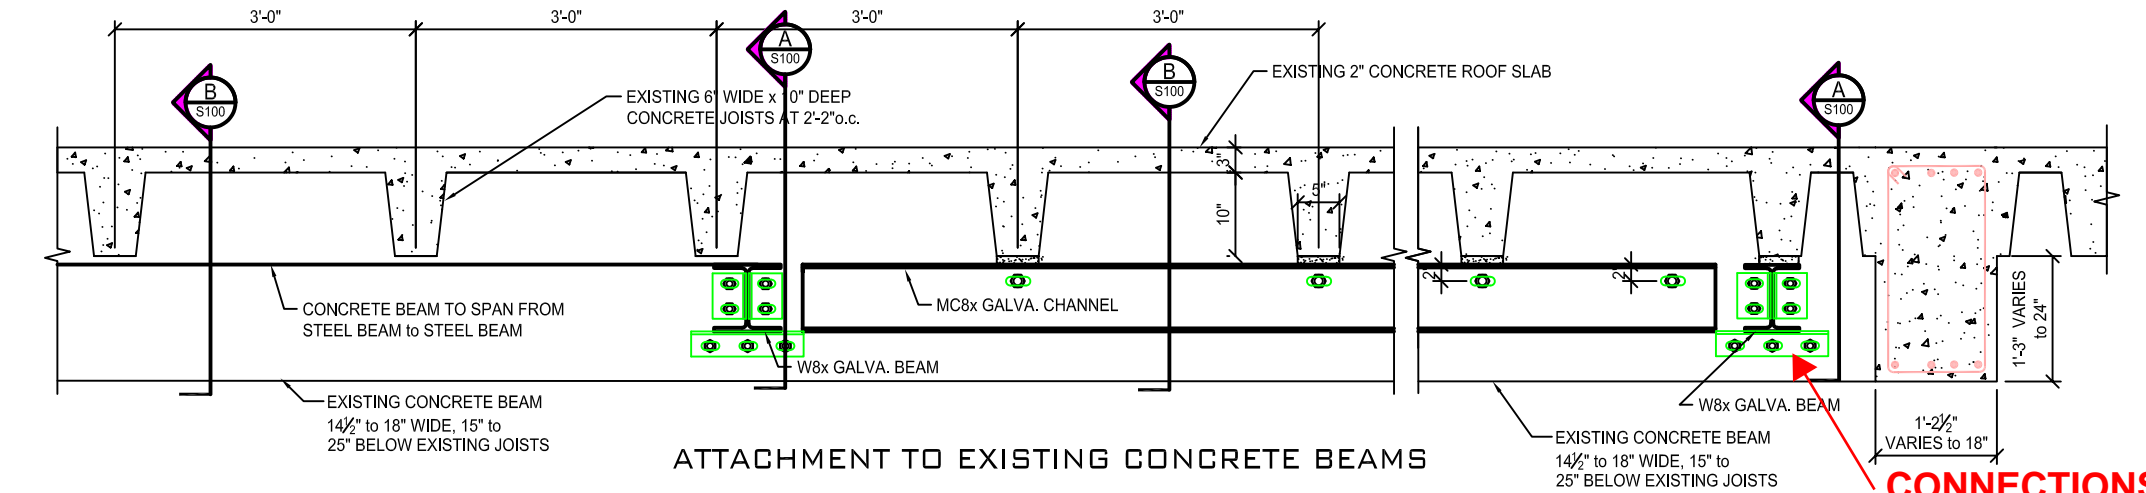 3'-0" 3'-0" 3'-0" 3'-0"
A
S100
B
S100
B
S100
A
S100
EXISTING 6" WIDE x 10" DEEP
CONCRETE JOISTS AT 2'-2"o.c.
EXISTING 2" CONCRETE ROOF SLAB
3"
10"
5"
2"
2"
CONCRETE BEAM TO SPAN FROM
STEEL BEAM to STEEL BEAM
MC8x GALVA. CHANNEL
W8x GALVA. BEAM
1'-3" VARIES
to 24"
EXISTING CONCRETE BEAM
14½" to 18" WIDE, 15" to
25" BELOW EXISTING JOISTS
W8x GALVA. BEAM
1'-2½"
VARIES to 18"
EXISTING CONCRETE BEAM
14½" to 18" WIDE, 15" to
25" BELOW EXISTING JOISTS
ATTACHMENT TO EXISTING CONCRETE BEAMS
CONNECTIONS